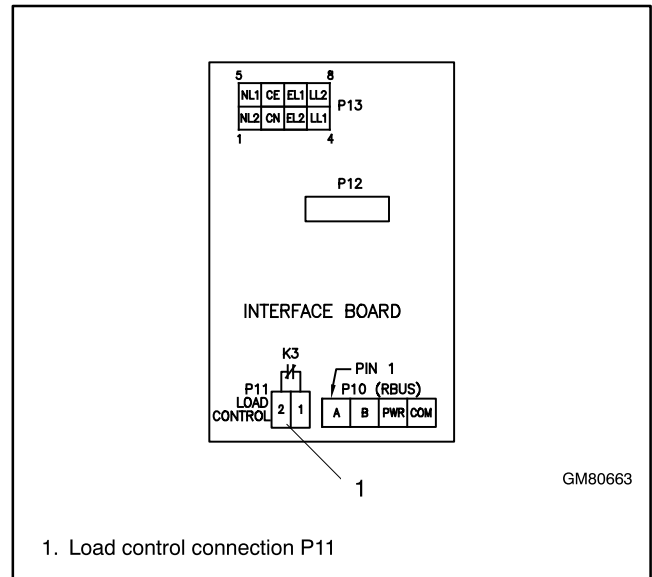 5 8
NL1 CE EL1 LL2
P13
NL2 CN EL2 LL1
1 4
P12
INTERFACE BOARD
K3
PIN 1
P11 P10 (RBUS)
LOAD
CONTROL
2 1 A B PWR COM
1
GM80663
1. Load control connection P11